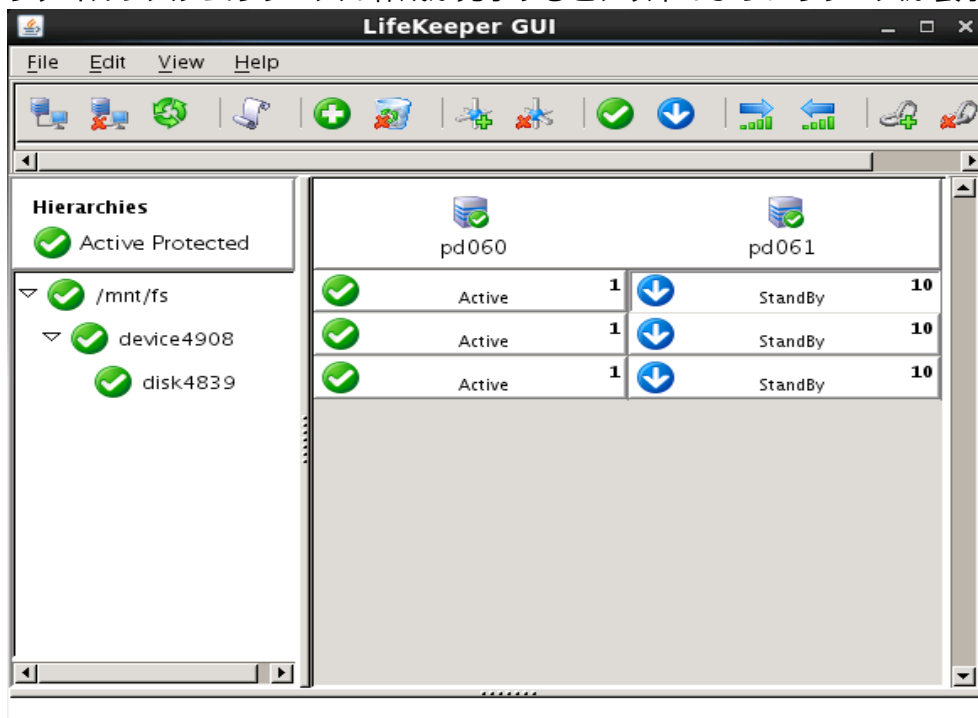 LifeKeeper GUI
File Edit View Help
Hierarchies
Active Protected
pd060
pd061
/mnt/fs
Active 1
StandBy 10
device4908
Active 1
StandBy 10
disk4839
Active 1
StandBy 10